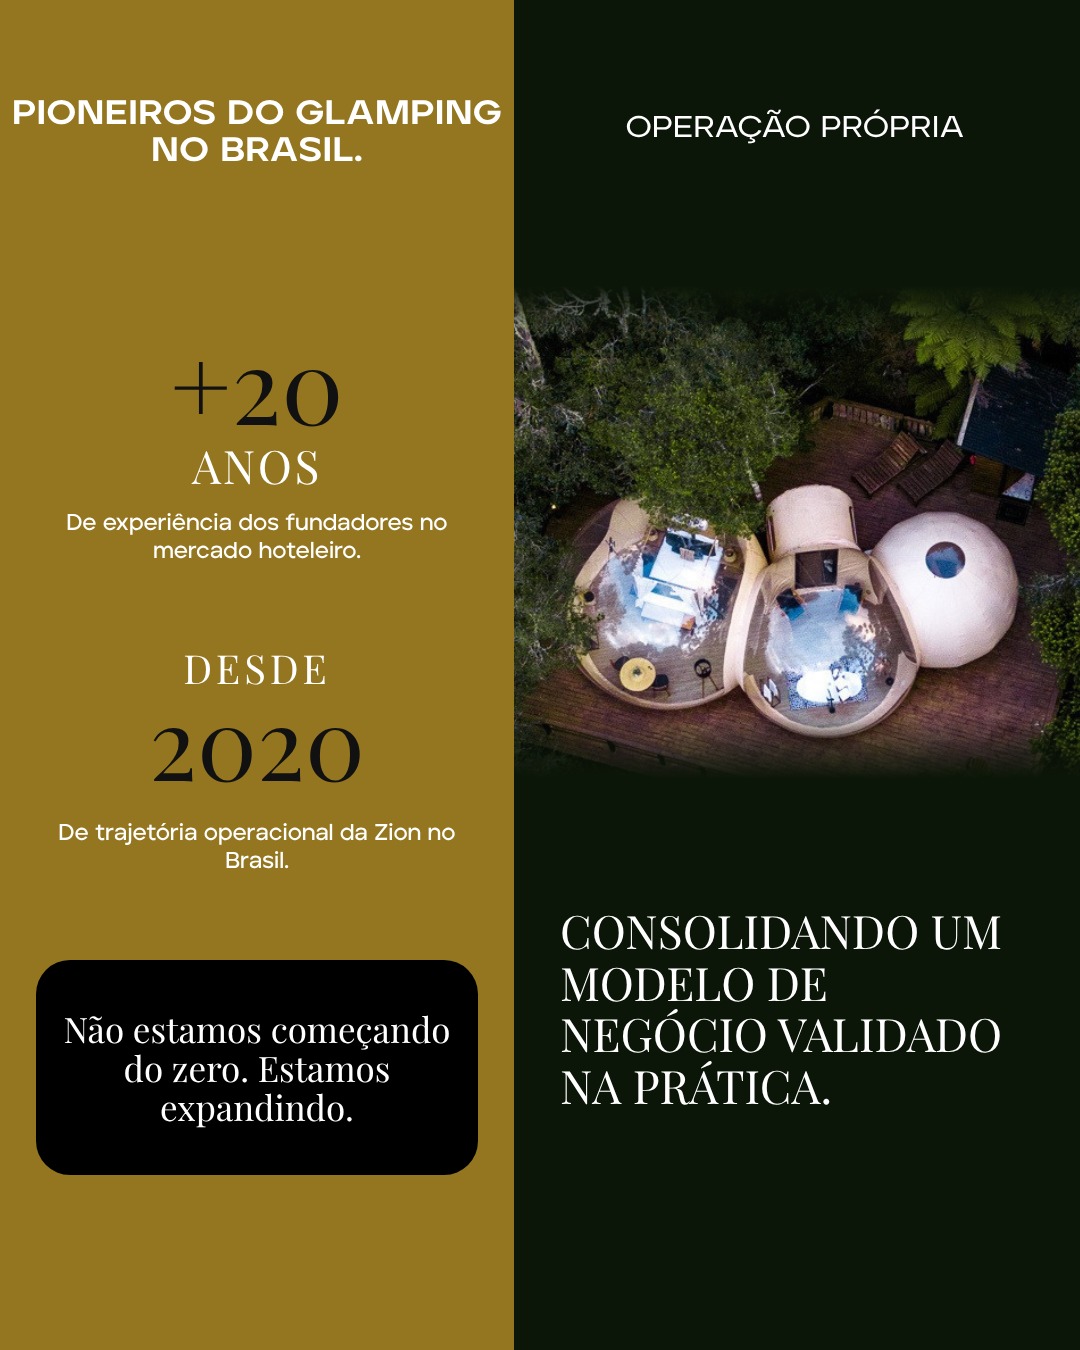 PIONEIROS DO GLAMPING
NO BRASIL.
+20
ANOS
De experiência dos fundadores no
mercado hoteleiro.
DESDE
2020
De trajetória operacional da Zion no
Brasil.
Não estamos começando
do zero. Estamos
expandindo.
OPERAÇÃO PRÓPRIA
CONSOLIDANDO UM
MODELO DE
NEGÓCIO VALIDADO
NA PRÁTICA.